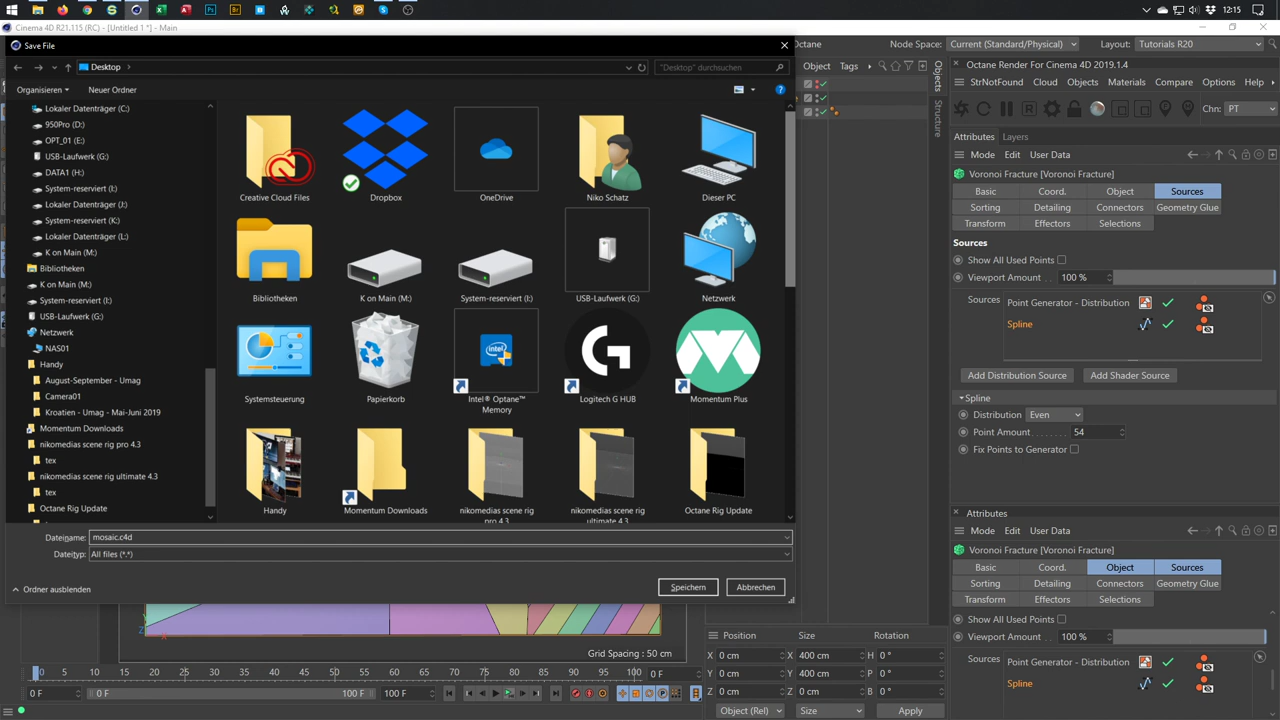 12:15
Cinema 4D R21.115 (RC) - [Untitled 1 *] - Main
Save File
Octane
Node Space:
Current (Standard/Physical)
Layout:
Tutorials R20
Desktop
"Desktop" durchsuchen
Object
Tags
Objects
Structure
Octane Render For Cinema 4D 2019.1.4
StrNotFound
Cloud
Objects
Materials
Compare
Options
Help
Organisieren
Neuer Ordner
Chn:
PT
Lokaler Datenträger (C:)
950Pro (D:)
OPT_01 (E:)
USB-Laufwerk (G:)
DATA1 (H:)
System-reserviert (I:)
Lokaler Datenträger (J:)
System-reserviert (K:)
Lokaler Datenträger (L:)
K on Main (M:)
Bibliotheken
K on Main (M:)
System-reserviert (I:)
USB-Laufwerk (G:)
Netzwerk
NAS01
Handy
August-September - Umag
Camera01
Kroatien - Umag - Mai-Juni 2019
Momentum Downloads
nikomedias scene rig pro 4.3
tex
nikomedias scene rig ultimate 4.3
tex
Octane Rig Update
Creative Cloud Files
Dropbox
OneDrive
Niko Schatz
Dieser PC
Bibliotheken
K on Main (M:)
System-reserviert (I:)
USB-Laufwerk (G:)
Netzwerk
Systemsteuerung
Papierkorb
Intel® Optane™
Memory
Logitech G HUB
Momentum Plus
Handy
Momentum Downloads
nikomedias scene rig
pro 4.3
nikomedias scene rig
ultimate 4.3
Octane Rig Update
Dateiname:
mosaic.c4d
Dateityp:
All files (*.*)
Ordner ausblenden
Speichern
Abbrechen
Attributes
Layers
Mode
Edit
User Data
Voronoi Fracture [Voronoi Fracture]
Basic
Coord.
Object
Sources
Sorting
Detailing
Connectors
Geometry Glue
Transform
Effectors
Selections
Sources
Show All Used Points
Viewport Amount
100 %
Sources
Point Generator - Distribution
Spline
Add Distribution Source
Add Shader Source
Spline
Distribution
Even
Point Amount
54
Fix Points to Generator
Attributes
Mode
Edit
User Data
Voronoi Fracture [Voronoi Fracture]
Basic
Coord.
Object
Sources
Sorting
Detailing
Connectors
Geometry Glue
Transform
Effectors
Selections
Show All Used Points
Viewport Amount
100 %
Sources
Point Generator - Distribution
Spline
Z
X
Grid Spacing : 50 cm
0
5
10
15
20
25
30
35
40
45
50
55
60
65
70
75
80
85
90
95
100
0 F
0 F
0 F
100 F
100 F
Position
Size
Rotation
X
0 cm
X
400 cm
H
0 °
Y
0 cm
Y
400 cm
P
0 °
Z
0 cm
Z
0 cm
B
0 °
Object (Rel)
Size
Apply